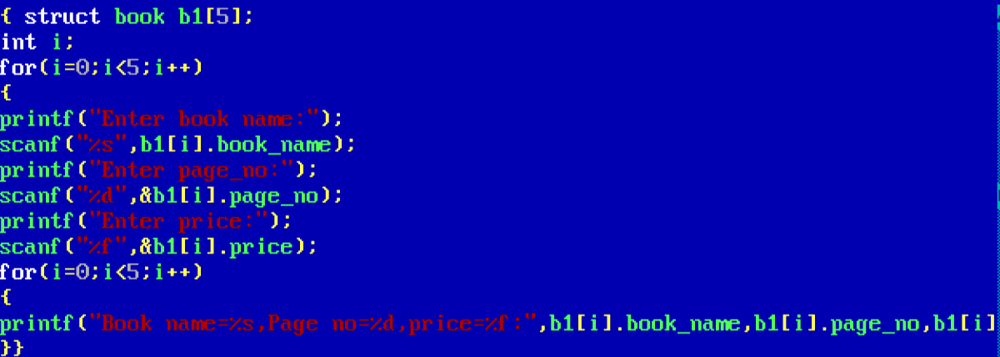 { struct book b1[5];
int i;
for(i=0;i<5;i++)
{
printf("Enter book name:");
scanf("%s",b1[i].book_name);
printf("Enter page_no:");
scanf("%d",&b1[i].page_no);
printf("Enter price:");
scanf("%f",&b1[i].price);
for(i=0;i<5;i++)
{
printf("Book name=%s,Page no=%d,price=%f:",b1[i].book_name,b1[i].page_no,b1[i]
}}